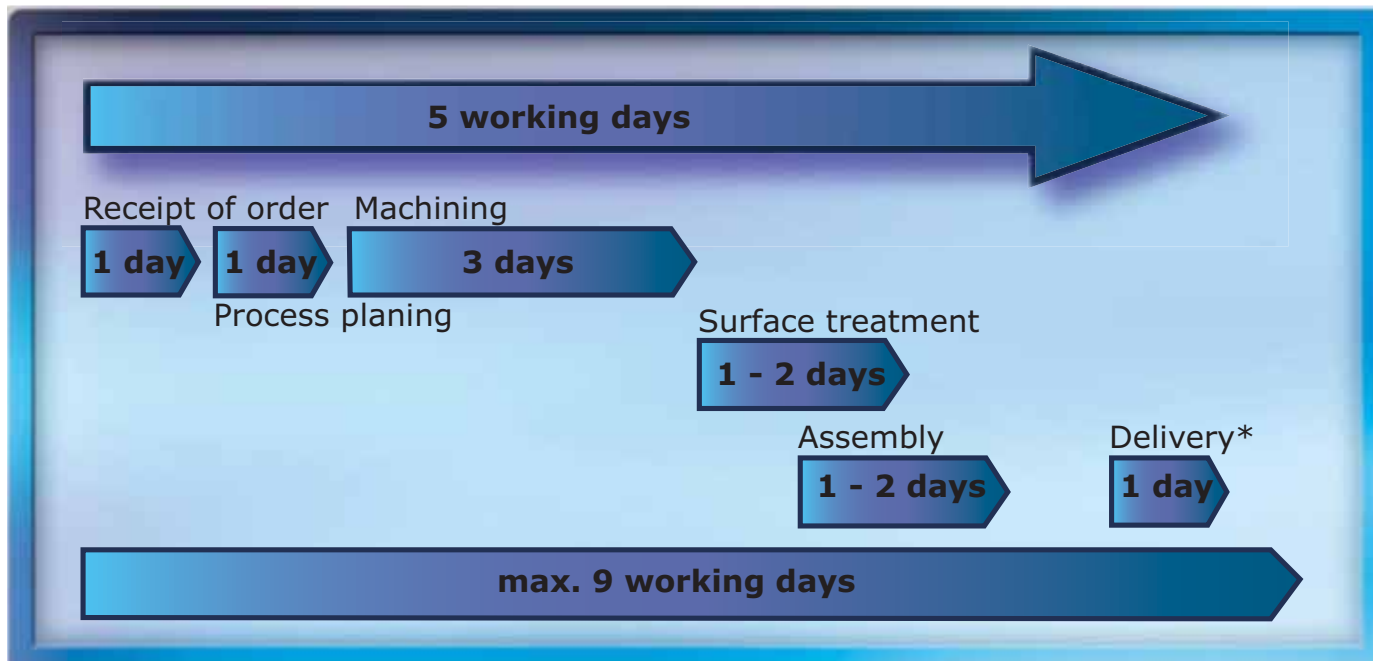 5 working days
Receipt of order
Machining
1 day
1 day
3 days
Process planing
Surface treatment
1 - 2 days
Assembly
Delivery*
1 - 2 days
1 day
max. 9 working days